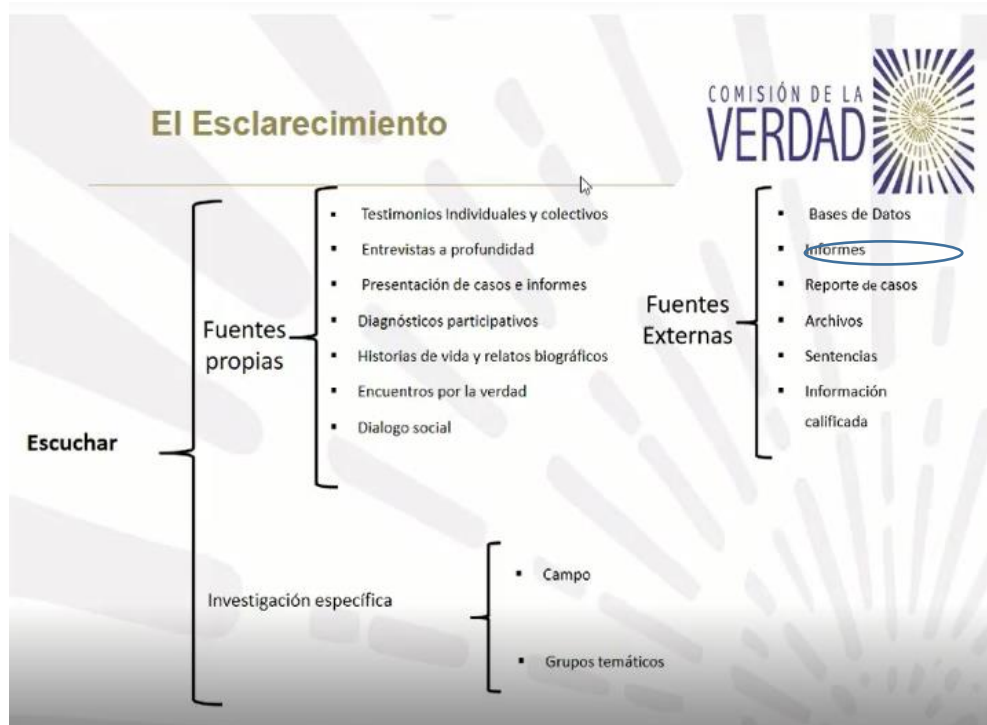 El Esclarecimiento
COMISIÓN DE LA
VERDAD
Escuchar
Fuentes
propias
Testimonios Individuales y colectivos
Entrevistas a profundidad
Presentación de casos e informes
Diagnósticos participativos
Historias de vida y relatos biográficos
Encuentros por la verdad
Dialogo social
Fuentes
Externas
Bases de Datos
Informes
Reporte de casos
Archivos
Sentencias
Información
calificada
Investigación específica
Campo
Grupos temáticos